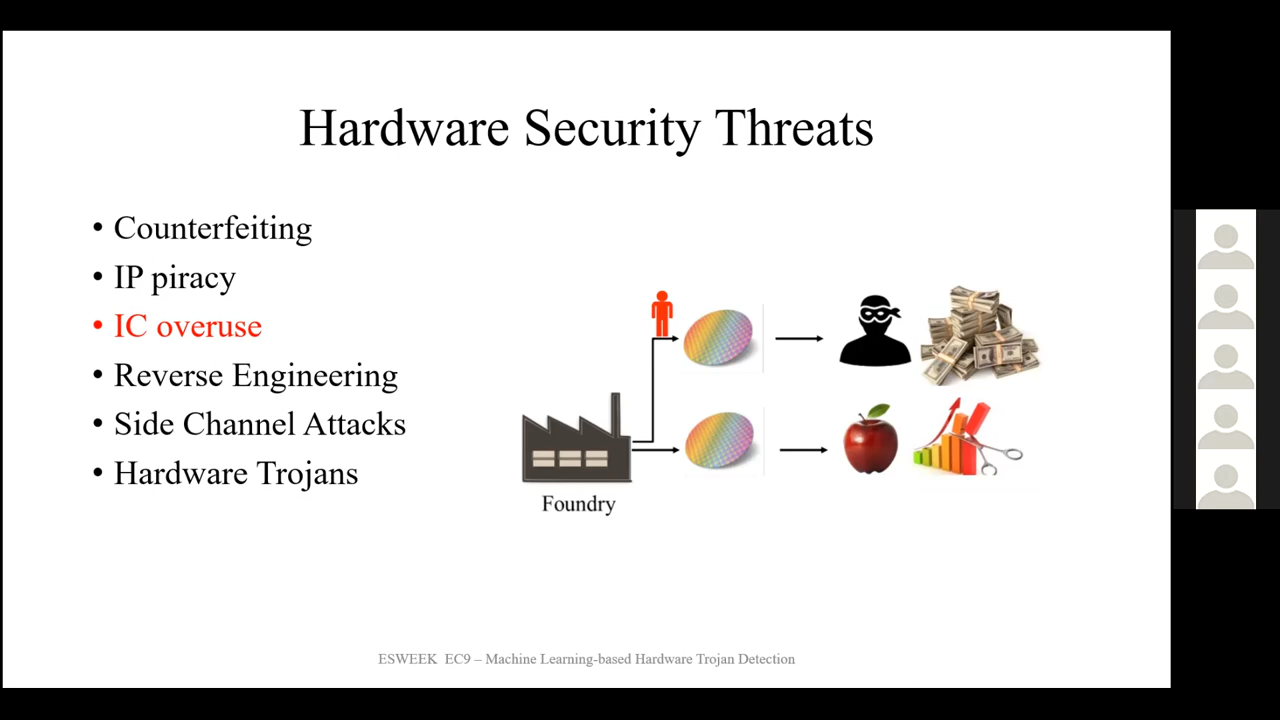 Hardware Security Threats
• Counterfeiting
• IP piracy
• IC overuse
• Reverse Engineering
• Side Channel Attacks
• Hardware Trojans
Foundry
ESWEEK EC9 – Machine Learning-based Hardware Trojan Detection